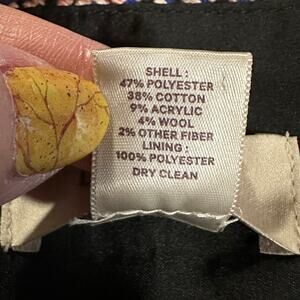 SHELL :
47% POLYESTER
38% COTTON
9% ACRYLIC
4% WOOL
2% OTHER FIBER
LINING :
100% POLYESTER
DRY CLEAN